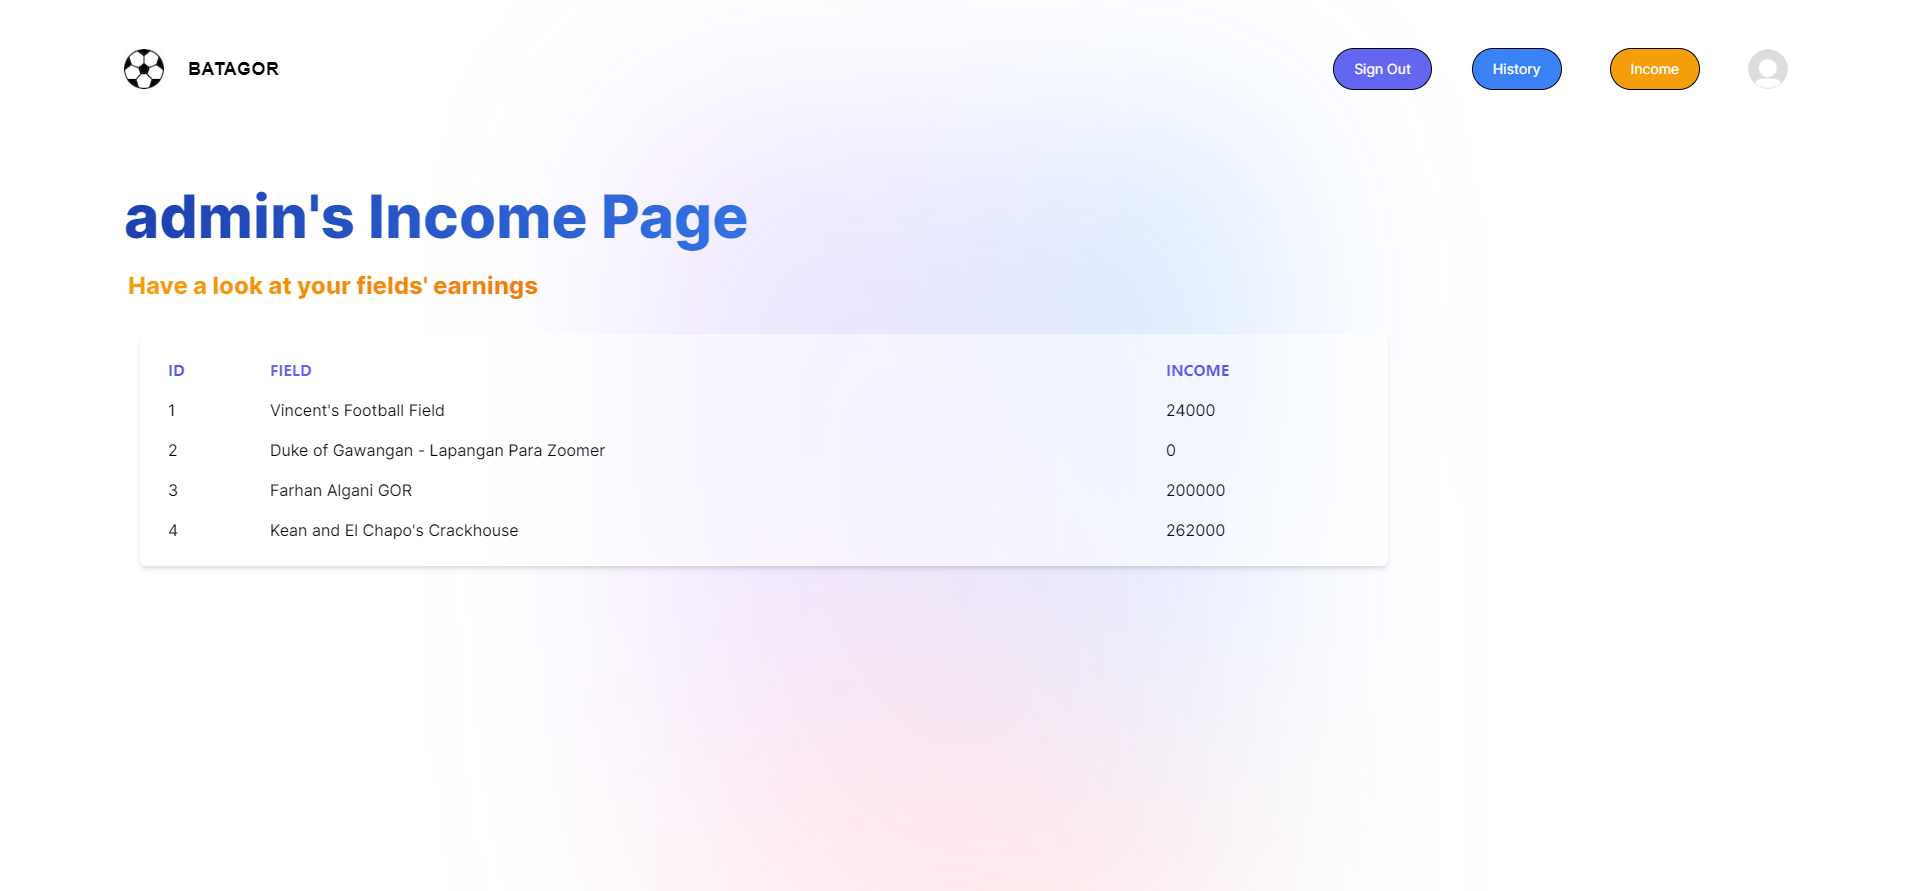 BATAGOR
Sign Out
History
Income
admin's Income Page
Have a look at your fields' earnings
ID FIELD INCOME
1 Vincent's Football Field 24000
2 Duke of Gawangan - Lapangan Para Zoomer 0
3 Farhan Algani GOR 200000
4 Kean and El Chapo's Crackhouse 262000